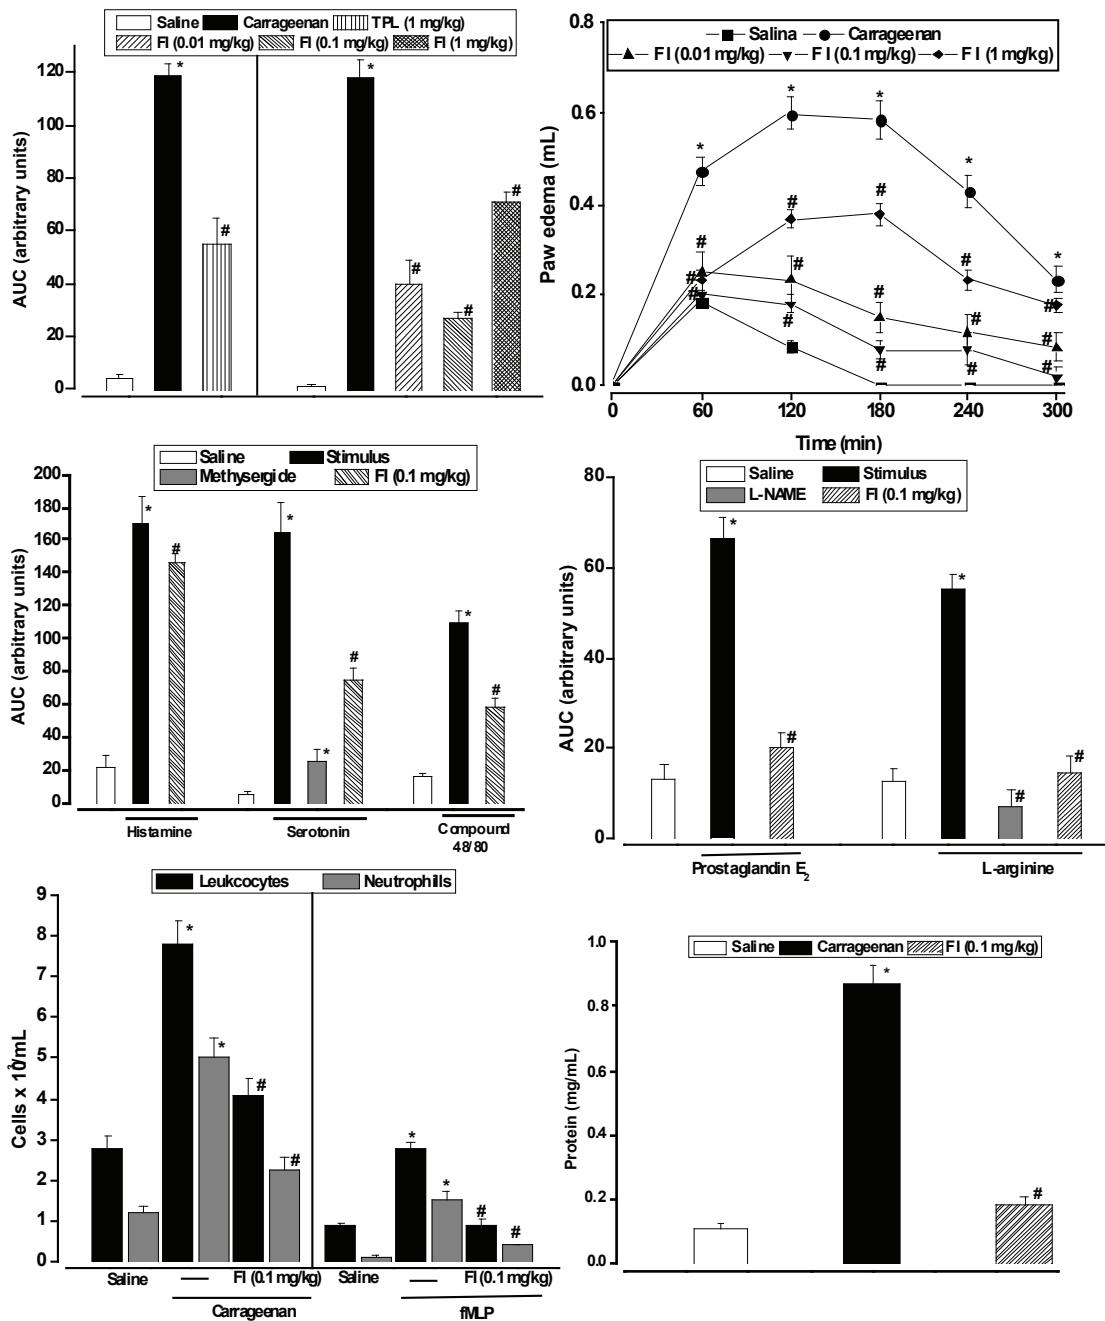 Saline Carrageenan TPL (1 mg/kg)
FI (0.01 mg/kg) FI (0.1 mg/kg) FI (1 mg/kg)
AUC (arbitrary units)
120
80
60
40
20
0
* * # # # #
Salina Carrageenan
F I (0.01 mg/kg) F I (0.1 mg/kg) F I (1 mg/kg)
Paw edema (mL)
0.6
0.4
0.2
0.0
* * * * *
# # # # #
# # # #
# # # # #
0 60 120 180 240 300
Time (min)
Saline Stimulus
Methysergide FI (0.1 mg/kg)
AUC (arbitrary units)
200
180
160
140
120
100
80
60
40
20
0
* # * * # * #
Histamine Serotonin Compound
48/80
Saline Stimulus
L-NAME FI (0.1 mg/kg)
AUC (arbitrary units)
80
60
40
20
0
* # * # #
Prostaglandin E2 L-arginine
Leukcocytes Neutrophills
Cells x 10³/mL
9
8
7
6
5
4
3
2
1
0
* * # # * * # #
Saline — FI (0.1 mg/kg) Saline — FI (0.1 mg/kg)
Carrageenan fMLP
Saline Carrageenan FI (0.1 mg/kg)
Protein (mg/mL)
1.0
0.8
0.6
0.4
0.2
0.0
* #